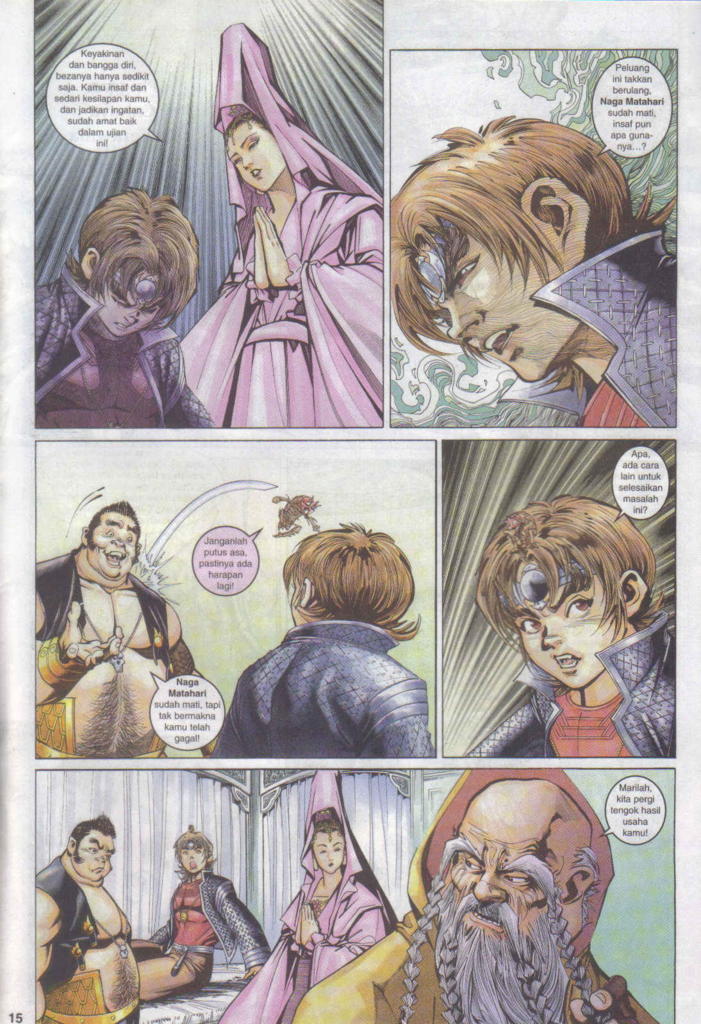 Keyakinan
dan bangga diri,
bezanya hanya sedikit
saja. Kamu insaf dan
sedari kesilapan kamu,
dan jadikan ingatan,
sudah amat baik
dalam ujian
ini!
Peluang
ini takkan
berulang,
Naga Matahari
sudah mati,
insaf pun
apa guna-
nya...?
Janganlah
putus asa,
pastinya ada
harapan
lagi!
Naga
Matahari
sudah mati, tapi
tak bermakna
kamu telah
gagal!
Apa,
ada cara
lain untuk
selesaikan
masalah
ini?
Marilah,
kita pergi
tengok hasil
usaha
kamu!
15